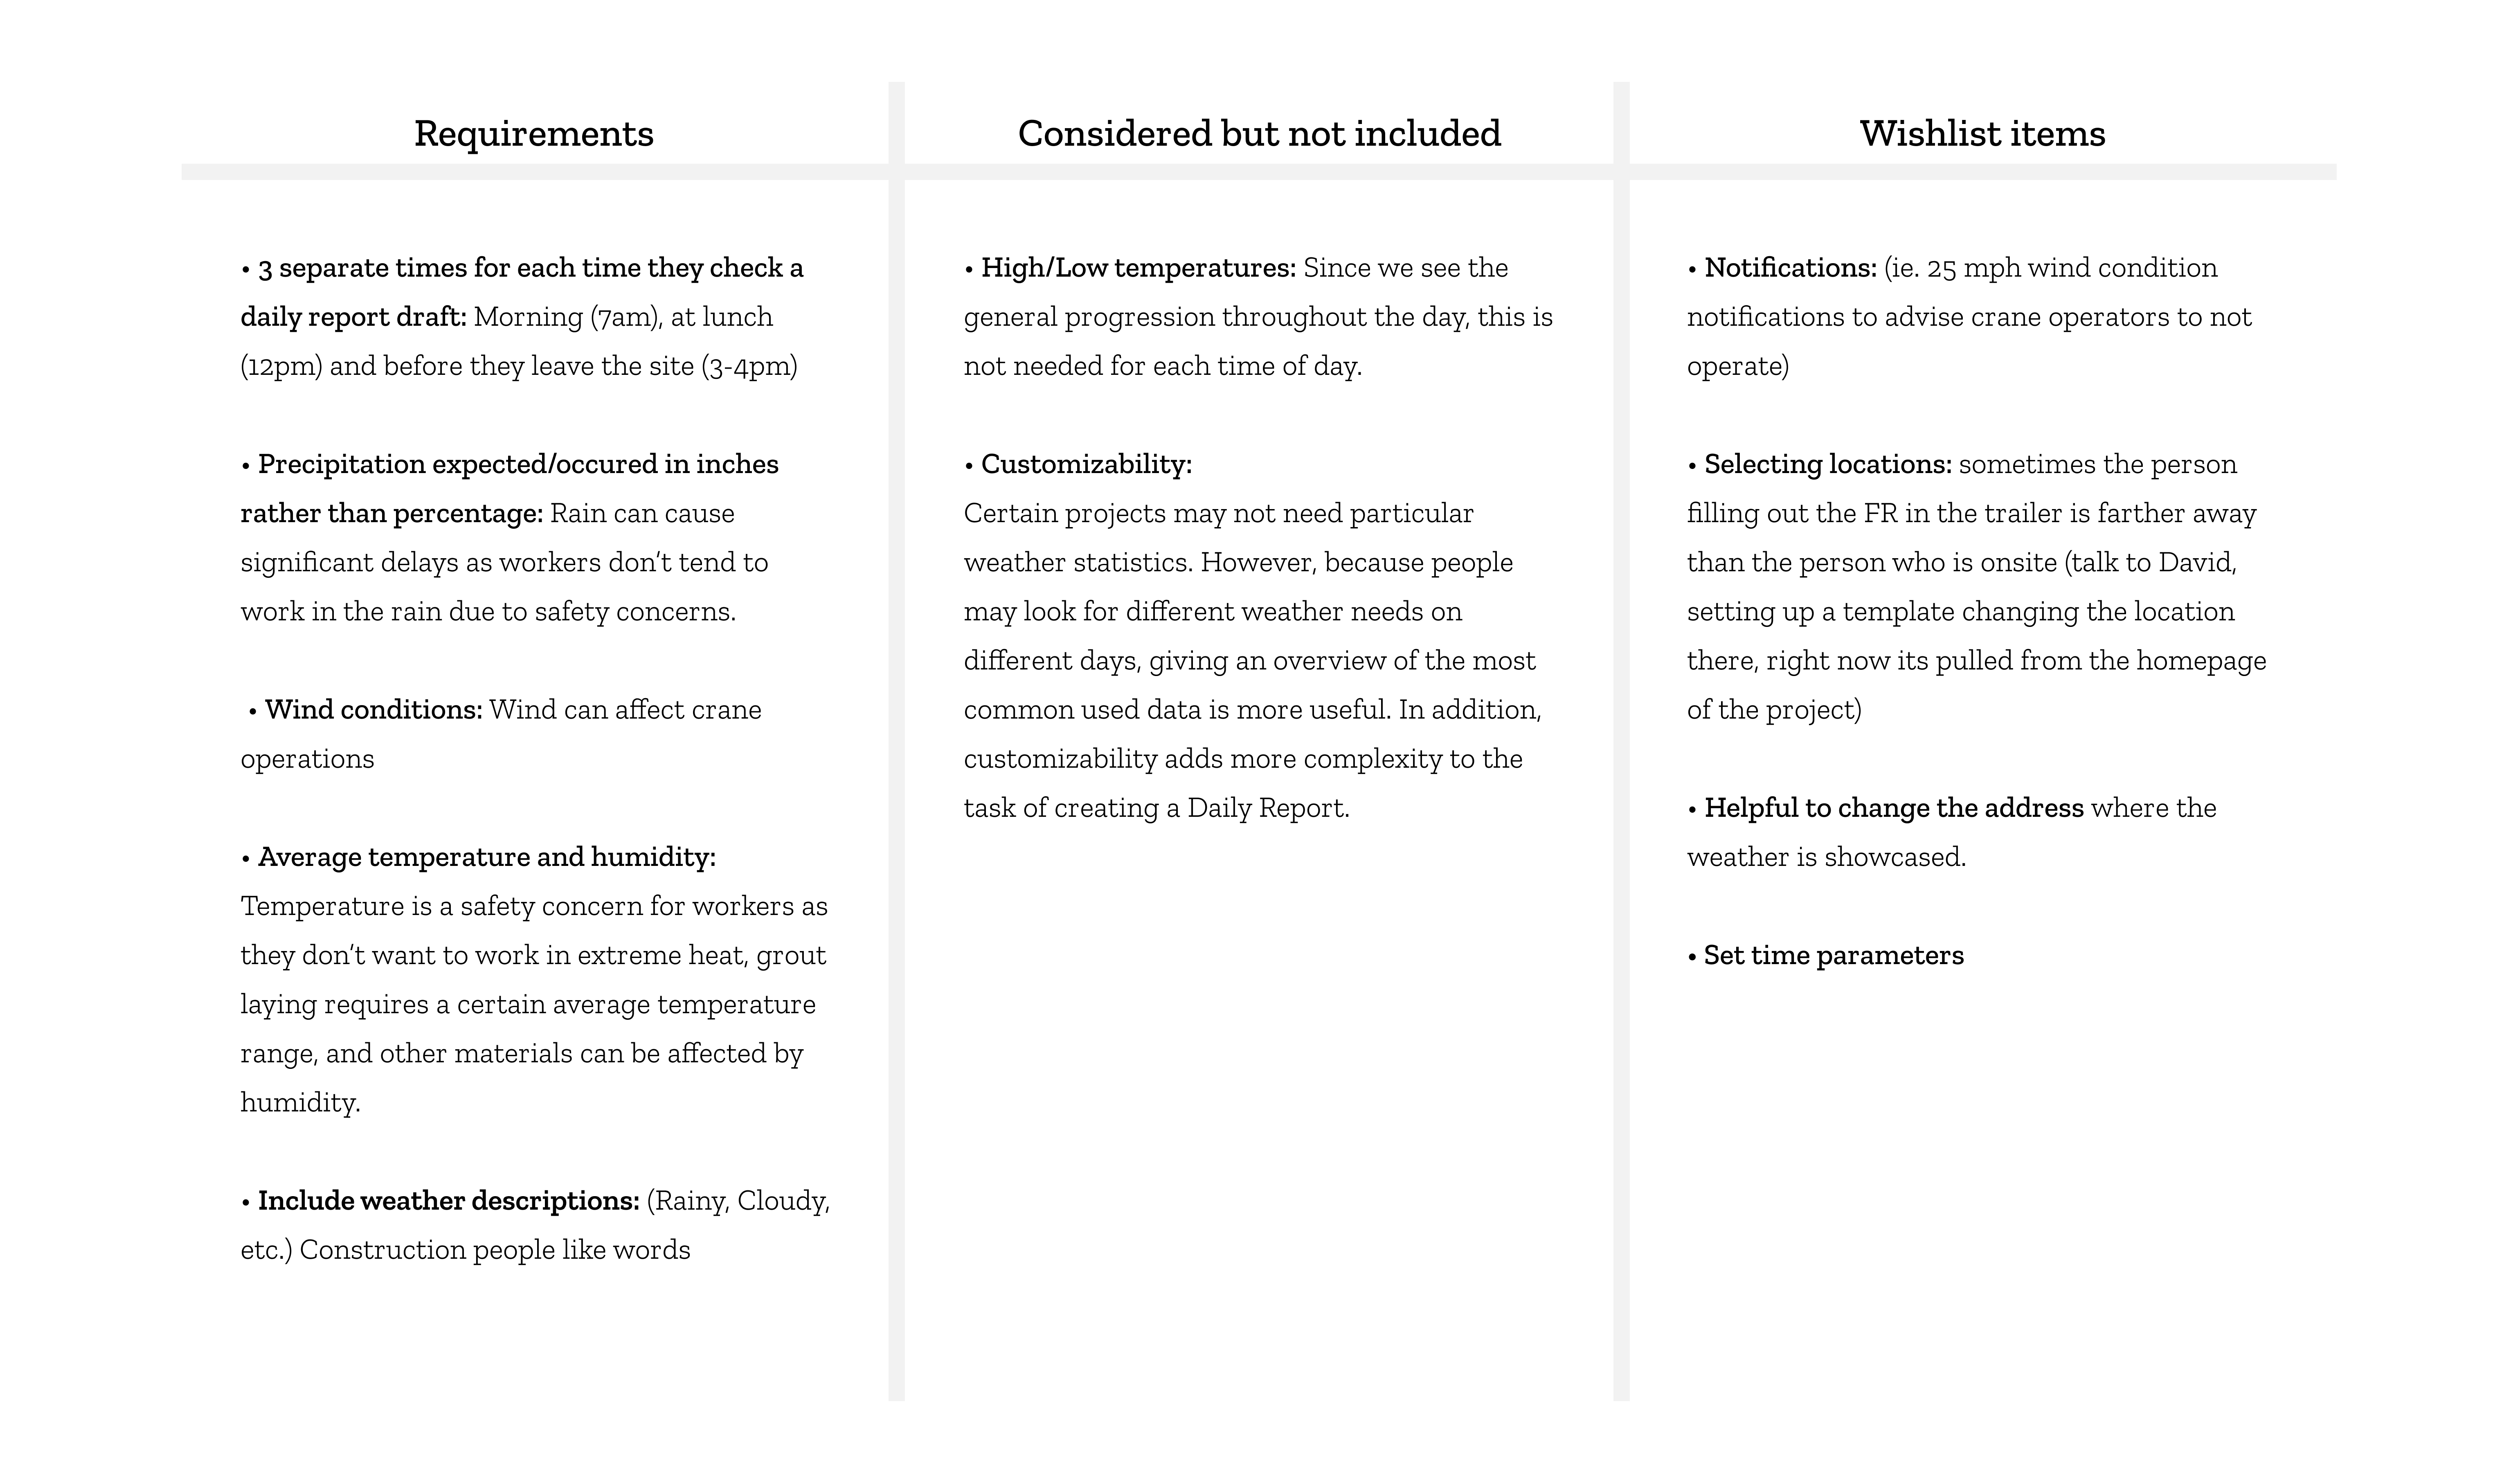 Requirements
• 3 separate times for each time they check a
daily report draft: Morning (7am), at lunch
(12pm) and before they leave the site (3-4pm)
• Precipitation expected/occured in inches
rather than percentage: Rain can cause
significant delays as workers don't tend to
work in the rain due to safety concerns.
• Wind conditions: Wind can affect crane
operations
• Average temperature and humidity:
Temperature is a safety concern for workers as
they don't want to work in extreme heat, grout
laying requires a certain average temperature
range, and other materials can be affected by
humidity.
• Include weather descriptions: (Rainy, Cloudy,
etc.) Construction people like words
Considered but not included
• High/Low temperatures: Since we see the
general progression throughout the day, this is
not needed for each time of day.
• Customizability:
Certain projects may not need particular
weather statistics. However, because people
may look for different weather needs on
different days, giving an overview of the most
common used data is more useful. In addition,
customizability adds more complexity to the
task of creating a Daily Report.
Wishlist items
• Notifications: (ie. 25 mph wind condition
notifications to advise crane operators to not
operate)
• Selecting locations: sometimes the person
filling out the FR in the trailer is farther away
than the person who is onsite (talk to David,
setting up a template changing the location
there, right now its pulled from the homepage
of the project)
• Helpful to change the address where the
weather is showcased.
• Set time parameters